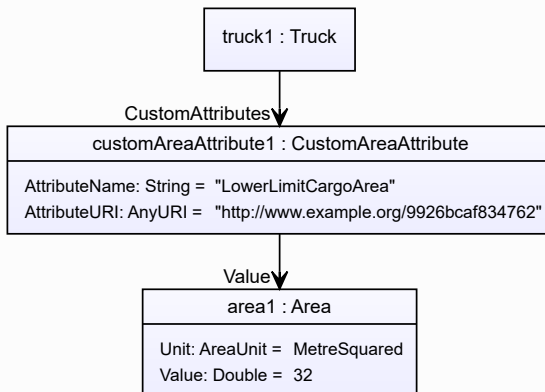 truck1 : Truck
CustomAttributes
customAreaAttribute1 : CustomAreaAttribute
AttributeName: String = "LowerLimitCargoArea"
AttributeURI: AnyURI = "http://www.example.org/9926bcaf834762"
Value
area1 : Area
Unit: AreaUnit = MetreSquared
Value: Double = 32